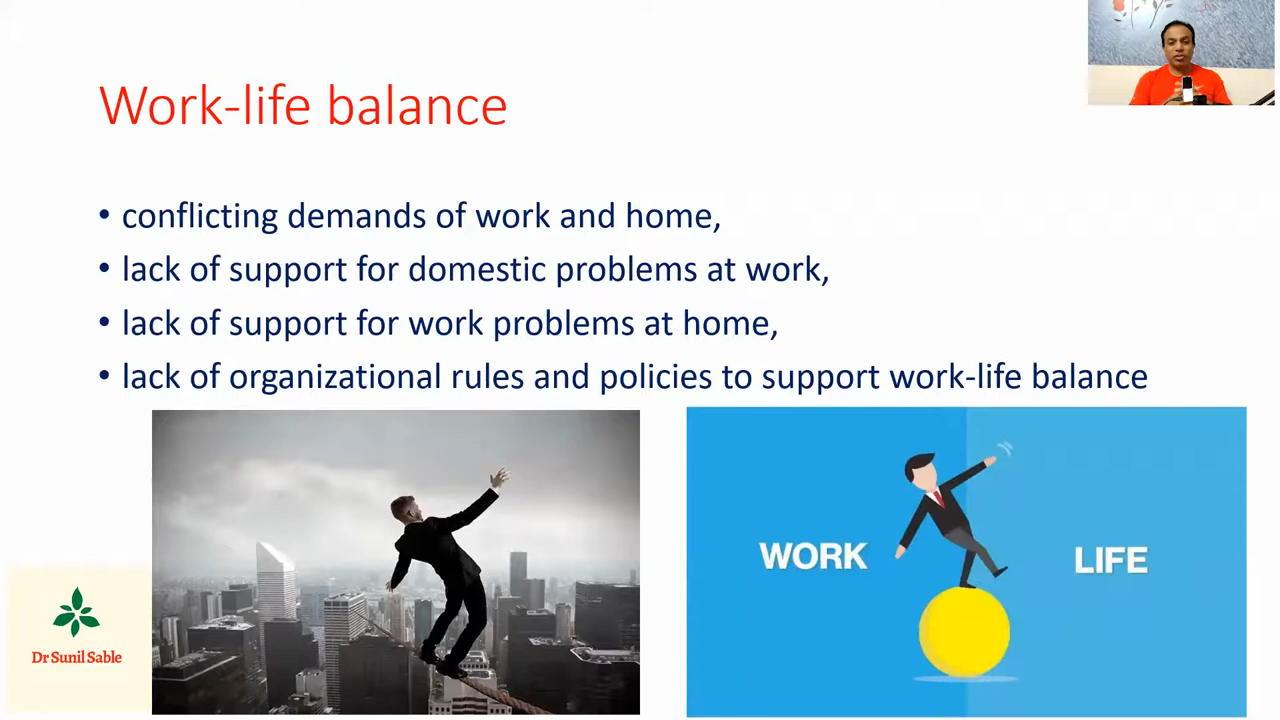 Work-life balance
• conflicting demands of work and home,
• lack of support for domestic problems at work,
• lack of support for work problems at home,
• lack of organizational rules and policies to support work-life balance
WORK
LIFE
Dr Sunil Sable